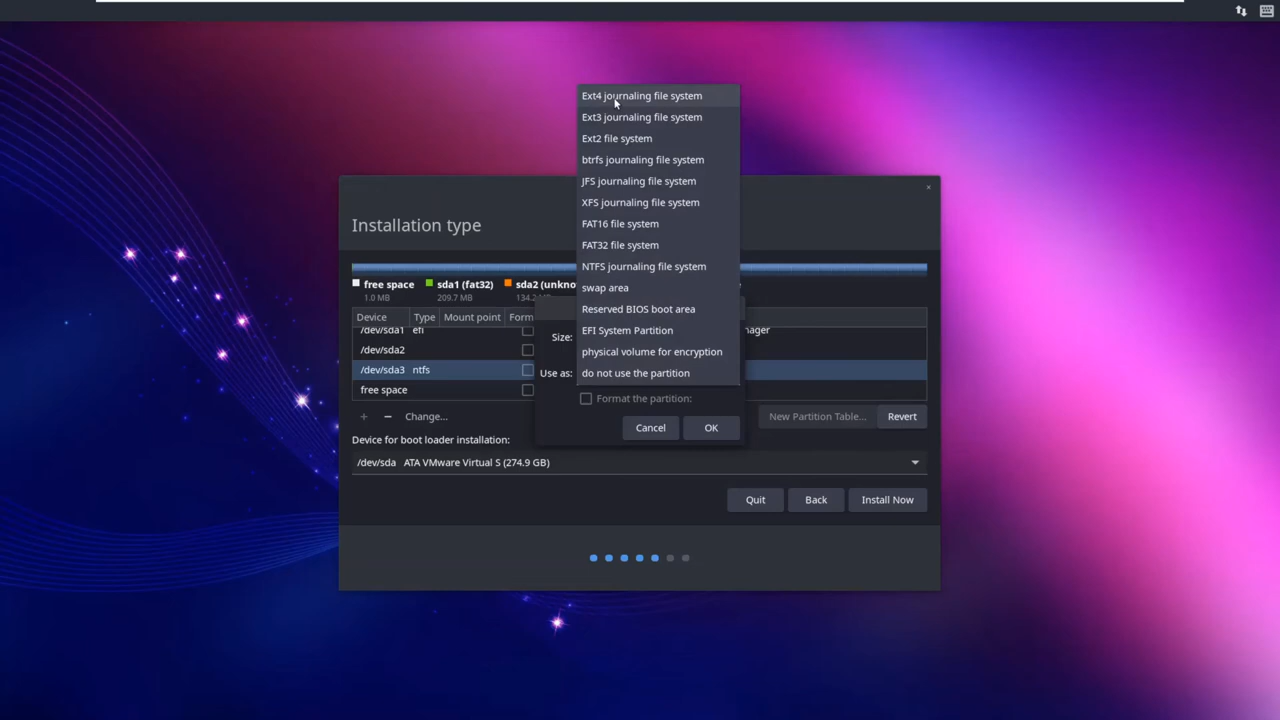 Ext4 journaling file system
Ext3 journaling file system
Ext2 file system
btrfs journaling file system
JFS journaling file system
XFS journaling file system
FAT16 file system
FAT32 file system
NTFS journaling file system
swap area
Reserved BIOS boot area
EFI System Partition
physical volume for encryption
do not use the partition
Installation type
×
free space
sda1 (fat32)
sda2 (unkno
1.0 MB
209.7 MB
134.2
Device
Type
Mount point
Form
/dev/sda1 efi
/dev/sda2
/dev/sda3 ntfs
free space
Size:
Use as:
Format the partition:
Cancel
OK
+ − Change...
New Partition Table...
Revert
Device for boot loader installation:
/dev/sda ATA VMware Virtual S (274.9 GB)
Quit
Back
Install Now